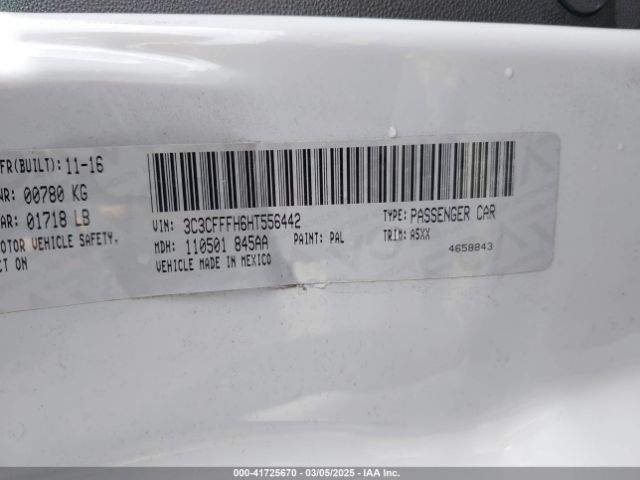 FR(BUILT): 11-16
WR: 00780 KG
AR: 01718 LB
OTOR VEHICLE SAFETY.
CT ON
VIN: 3C3CFFFH6HT556442
TYPE: PASSENGER CAR
MDH: 110501 845AA
PAINT: PAL
TRIM: A5XX
VEHICLE MADE IN MEXICO
4658843
000-41725670 - 03/05/2025 - IAA Inc.